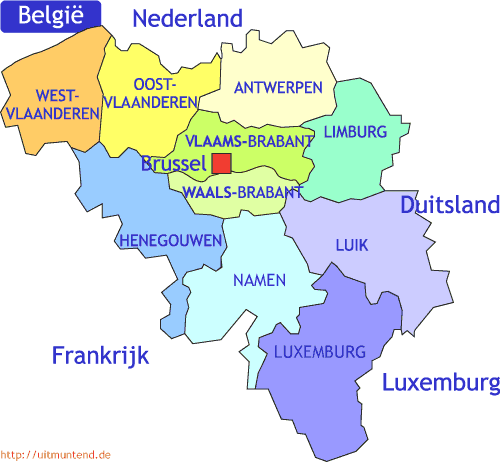 België
Nederland
WEST-
VLAANDEREN
OOST-
VLAANDEREN
ANTWERPEN
VLAAMS-BRABANT
LIMBURG
Brussel
WAALS-BRABANT
Duitsland
HENEGOUWEN
LUIK
NAMEN
Frankrijk
LUXEMBURG
Luxemburg
http://uitmuntend.de